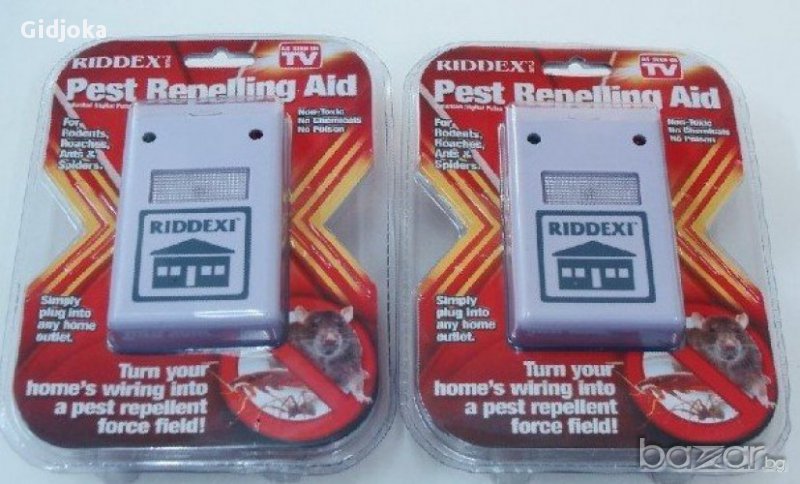 Gidjoka
RIDDEX
AS SEEN ON
TV
Pest Repelling Aid
For
Rodents,
Roaches,
Ants &
Spiders.
Non-Toxic
No Chemicals
No Poison
RIDDEXI
Simply
plug into
any home
outlet.
Turn your
home's wiring into
a pest repellent
force field!
RIDDEX
AS SEEN ON
TV
Pest Repelling Aid
For
Rodents,
Roaches,
Ants &
Spiders.
Non-Toxic
No Chemicals
No Poison
RIDDEXI
Simply
plug into
any home
outlet.
Turn your
home's wiring into
a pest repellent
force field!
bazar.bg